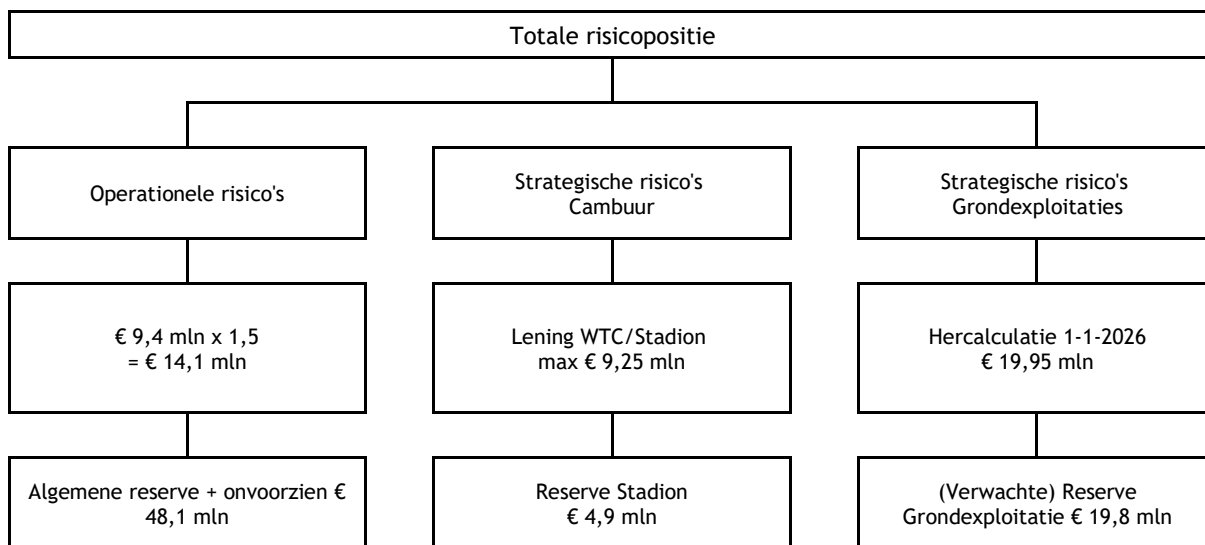 Totale risicopositie
Operationele risico's
Strategische risico's
Cambuur
Strategische risico's
Grondexploitaties
€ 9,4 mln x 1,5
= € 14,1 mln
Lening WTC/Stadion
max € 9,25 mln
Hercalculatie 1-1-2026
€ 19,95 mln
Algemene reserve + onvoorzien €
48,1 mln
Reserve Stadion
€ 4,9 mln
(Verwachte) Reserve
Grondexploitatie € 19,8 mln